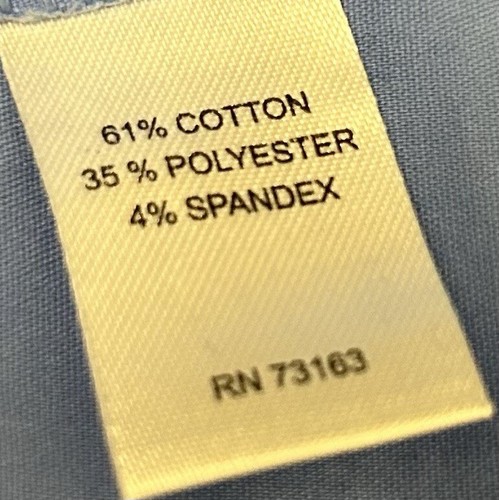 61% COTTON
35 % POLYESTER
4% SPANDEX
RN 73163